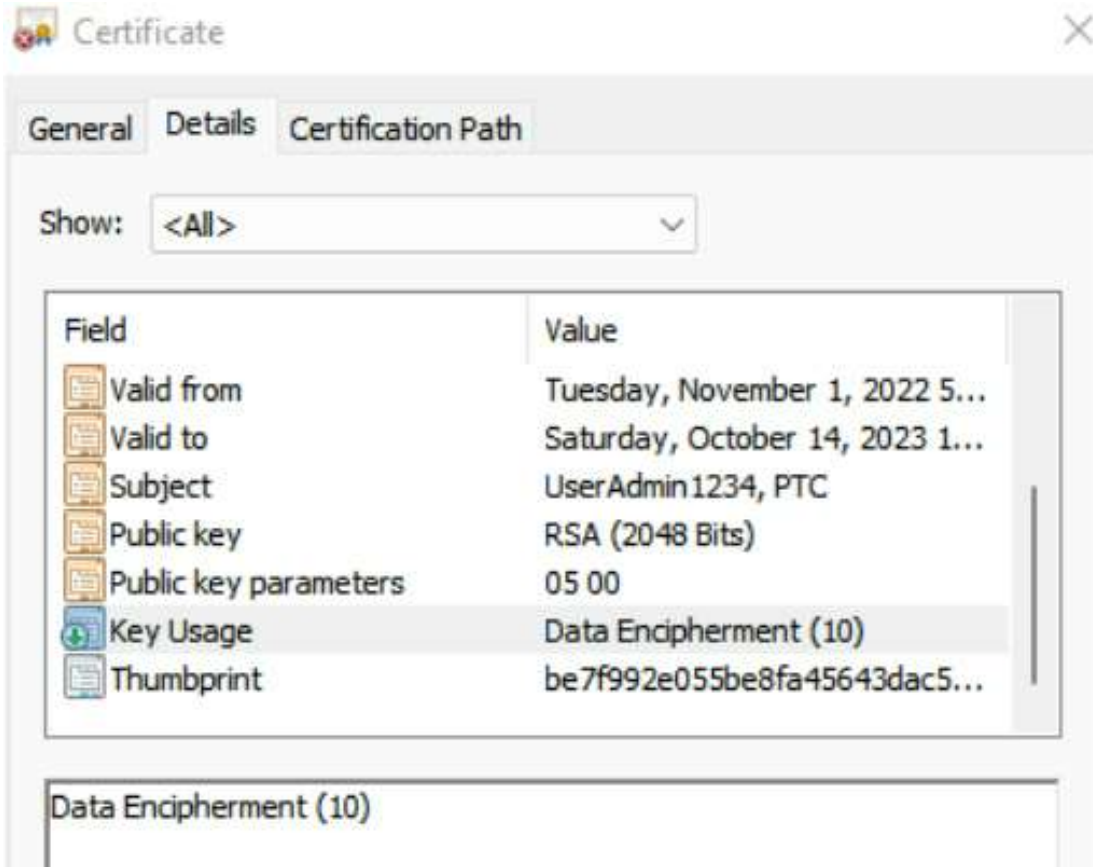 Certificate
General Details Certification Path
Show: <All>
Field Value
Valid from Tuesday, November 1, 2022 5...
Valid to Saturday, October 14, 2023 1...
Subject UserAdmin1234, PTC
Public key RSA (2048 Bits)
Public key parameters 05 00
Key Usage Data Encipherment (10)
Thumbprint be7f992e055be8fa45643dac5...
Data Encipherment (10)